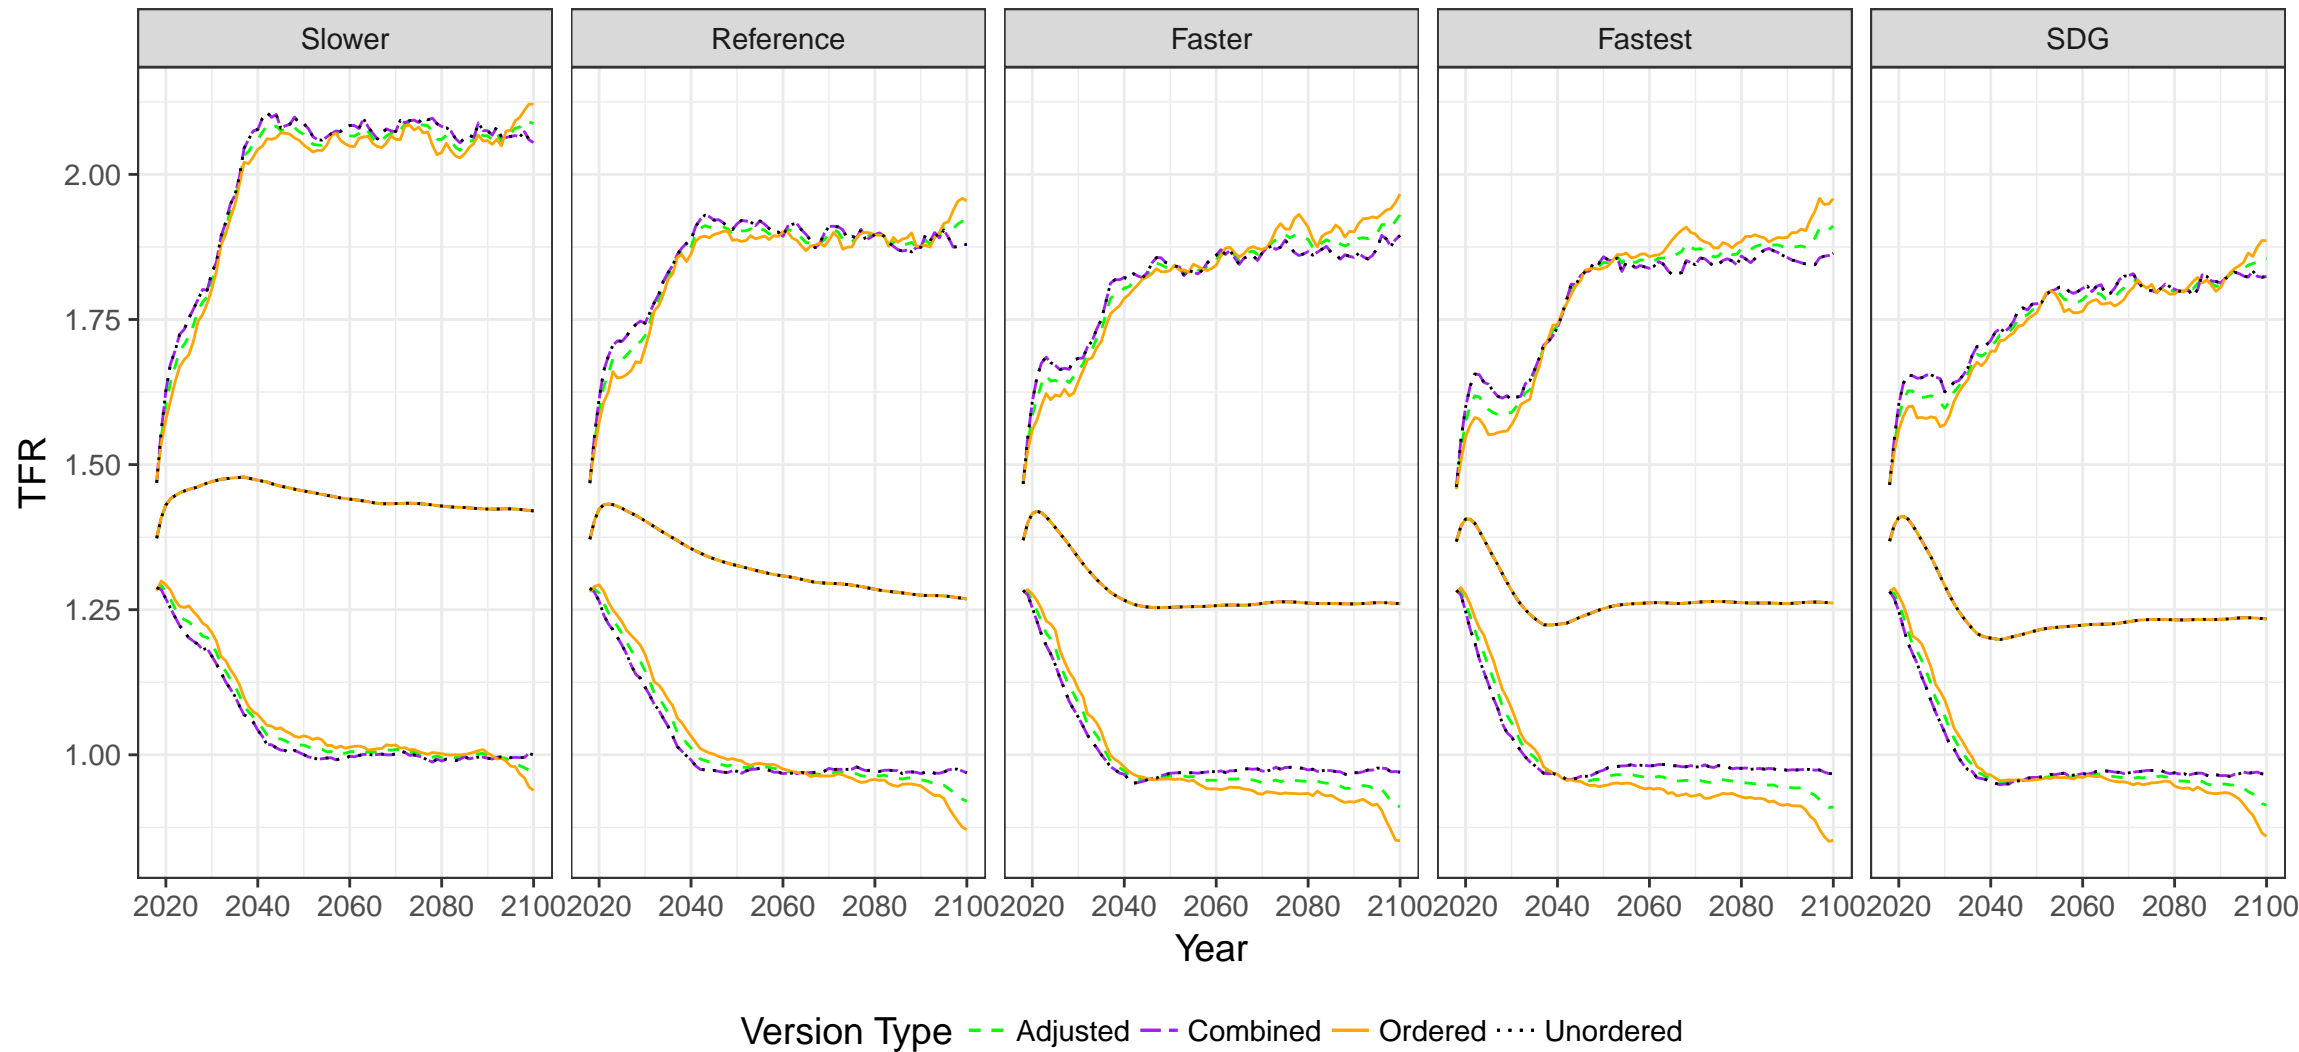 Slower Reference Faster Fastest SDG
TFR
2.00
1.75
1.50
1.25
1.00
2020 2040 2060 2080 2100 2020 2040 2060 2080 2100 2020 2040 2060 2080 2100 2020 2040 2060 2080 2100 2020 2040 2060 2080 2100
Year
Version Type Adjusted Combined Ordered Unordered